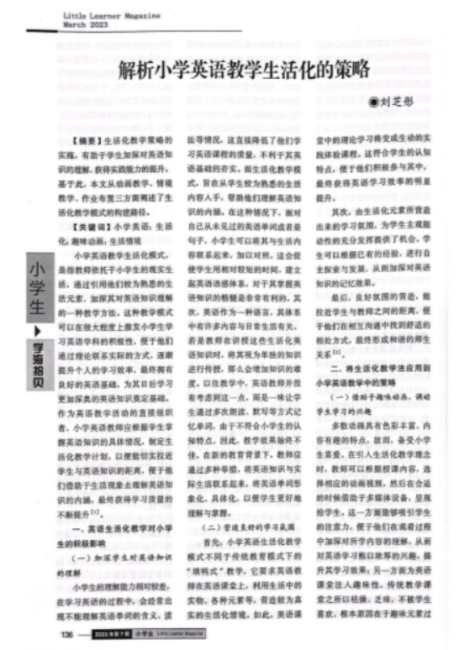 Little Learner Magazine
March 2023
解析小学英语教学生活化的策略
◉刘芝彤
【摘要】生活化教学策略的
实施，有助于学生加深对英语知
识的理解，获得实践能力的提升。
基于此，本文从动画教学、情境
教学、作业布置三方面阐述了生
活化教学模式的构建路径。
【关键词】小学英语；生活
化；趣味动画；生活情境
小学英语教学生活化模式，
是指教师依托于小学生的现实生
活，通过引用他们较为熟悉的生
活元素，加深其对英语知识理解
的一种教学方法，这种教学模式
可以在很大程度上激发小学生学
习英语学科的积极性，便于他们
通过理论联系实际的方式，逐渐
提升个人的学习效率，最终拥有
良好的英语基础，为其日后学习
更加深奥的英语知识奠定基础。
作为英语教学活动的直接组织
者，小学英语教师应根据学生掌
握英语知识的具体情况，制定生
活化教学计划，以便能切实拉近
学生与英语知识的距离，便于他
们借助于生活现象去理解英语知
识的内涵，最终获得学习质量的
不断提升[1]。
一、英语生活化教学对小学
生的积极影响
（一）加深学生对英语知识
的理解
小学生的理解能力相对较差，
在学习英语的过程中，会经常出
现不能理解英语单词的含义、读
法等情况，这直接降低了他们学
习英语课程的质量，不利于其英
语基础的夯实，而生活化教学模
式，旨在从学生较为熟悉的生活
内容入手，帮助他们理解英语知
识的内涵。在这种情况下，面对
自己从未见过的英语单词或者是
句子，小学生可以将其与生活内
容联系起来，加以对照。这会促
使学生用相对较短的时间，建立
起英语语感体系，对于其掌握英
语知识的精髓是非常有利的。其
次，英语作为一种语言，具体系
中有许多内容与日常生活有关，
若是教师在讲授这些生活化英
语知识时，将其视为单独的知识
进行传授，那么会增加知识的难
度。以往教学中，英语教师并没
有考虑到这一点，而是一味让学
生通过多次朗读、默写等方式记
忆单词。由于不符合小学生的认
知特点，因此，教学效果始终不
佳。在新的教育背景下，教师应
通过多种举措，将英语知识与实
际生活联系起来，将英语单词形
象化、具体化，以便学生更好地
理解与掌握。
（二）营造良好的学习氛围
首先，小学英语生活化教学
模式不同于传统教育模式下的
“填鸭式”教学，它要求英语教
师在英语课堂上，利用生活中的
实物、各种元素等，营造较为真
实的生活化情境。如此，英语课
堂中的理论学习将变成生动的实
践体验课程。这符合学生的认知
特点，便于他们积极参与其中，
最终获得英语学习效率的明显
提升。
其次，由生活化元素所营造
出来的学习氛围，为学生主观能
动性的充分发挥提供了机会，学
生可以根据已有的经验，进行自
主探索与发展，从而加深对英语
知识的记忆效果。
最后，良好氛围的营造，能
拉近学生与教师之间的距离，便
于他们在相互沟通中找到舒适的
相处方式，最终形成和谐的师生
关系[2]。
二、将生活化教学法应用到
小学英语教学中的策略
（一）借助于趣味动画，调动
学生学习的兴趣
多数动画具有色彩丰富、内
容有趣的特点，故而，备受小学
生喜爱。在引人生活化教学理念
时，教师可以根据授课内容，选
择相应的动画视频，然后在合适
的时候借助于多媒体设备，呈现
给学生，这一方面能够吸引学生
的注意力，便于他们在观看过程
中加深对所学内容的理解，从而
对英语学习熟以浓厚的兴趣，提
升其学习效果；另一方面为英语
课堂注入趣味性，传统教学课
堂之所以枯燥、乏味，不被学生
喜欢，根本原因在于趣味元素过
小学生
学海拾贝
136 2023年第7期 小学生 Little Learner Magazine